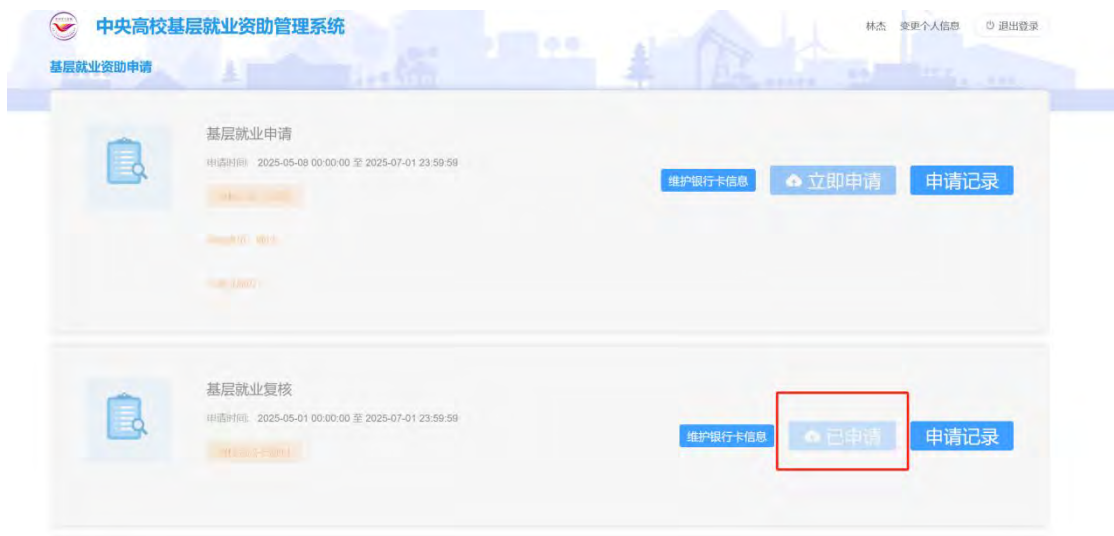 中央高校基层就业资助管理系统
林杰 变更个人信息 退出登录
基层就业资助申请
基层就业申请
申请时间: 2025-05-08 00:00:00 至 2025-07-01 23:59:59
维护银行卡信息 立即申请 申请记录
基层就业复核
申请时间: 2025-05-01 00:00:00 至 2025-07-01 23:59:59
维护银行卡信息 已申请 申请记录